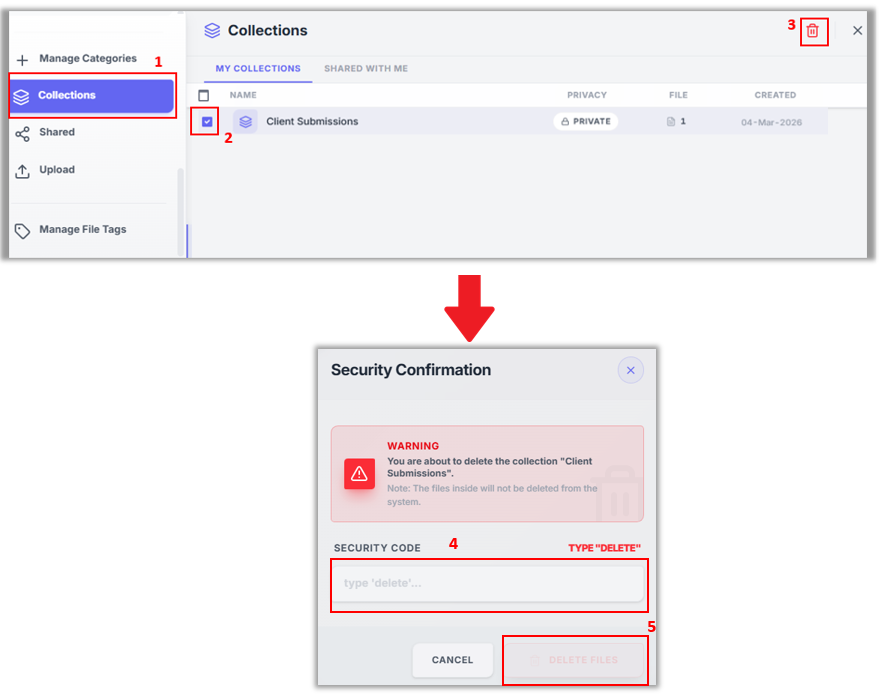 3
Collections
Manage Categories
1
MY COLLECTIONS SHARED WITH ME
Collections
NAME PRIVACY FILE CREATED
Client Submissions PRIVATE 1 04-Mar-2026
2
Shared
Upload
Manage File Tags
Security Confirmation
WARNING
You are about to delete the collection "Client
Submissions".
Note: The files inside will not be deleted from the
system.
SECURITY CODE 4 TYPE "DELETE"
type 'delete'...
5
CANCEL DELETE FILES